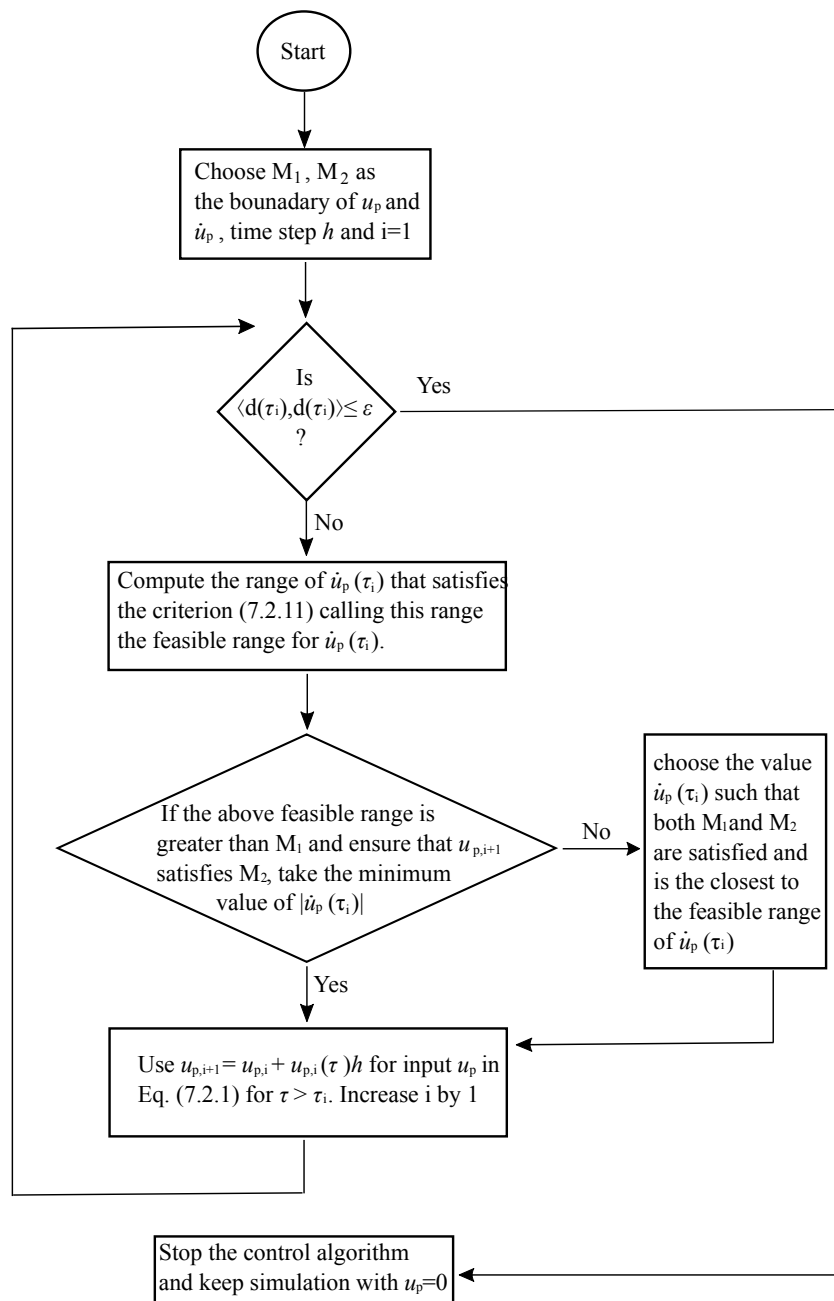 Start
Choose M₁, M₂ as
the bounadary of uₚ and
u̇ₚ , time step h and i=1
Is
⟨d(τᵢ),d(τᵢ)⟩≤ ε
?
Yes
No
Compute the range of u̇ₚ (τᵢ) that satisfies
the criterion (7.2.11) calling this range
the feasible range for u̇ₚ (τᵢ).
If the above feasible range is
greater than M₁ and ensure that u_{p,i+1}
satisfies M₂, take the minimum
value of |u̇ₚ (τᵢ)|
No
choose the value
u̇ₚ (τᵢ) such that
both M₁and M₂
are satisfied and
is the closest to
the feasible range
of u̇ₚ (τᵢ)
Yes
Use u_{p,i+1}= u_{p,i}+ u_{p,i}(τ )h for input uₚ in
Eq. (7.2.1) for τ > τᵢ. Increase i by 1
Stop the control algorithm
and keep simulation with uₚ=0